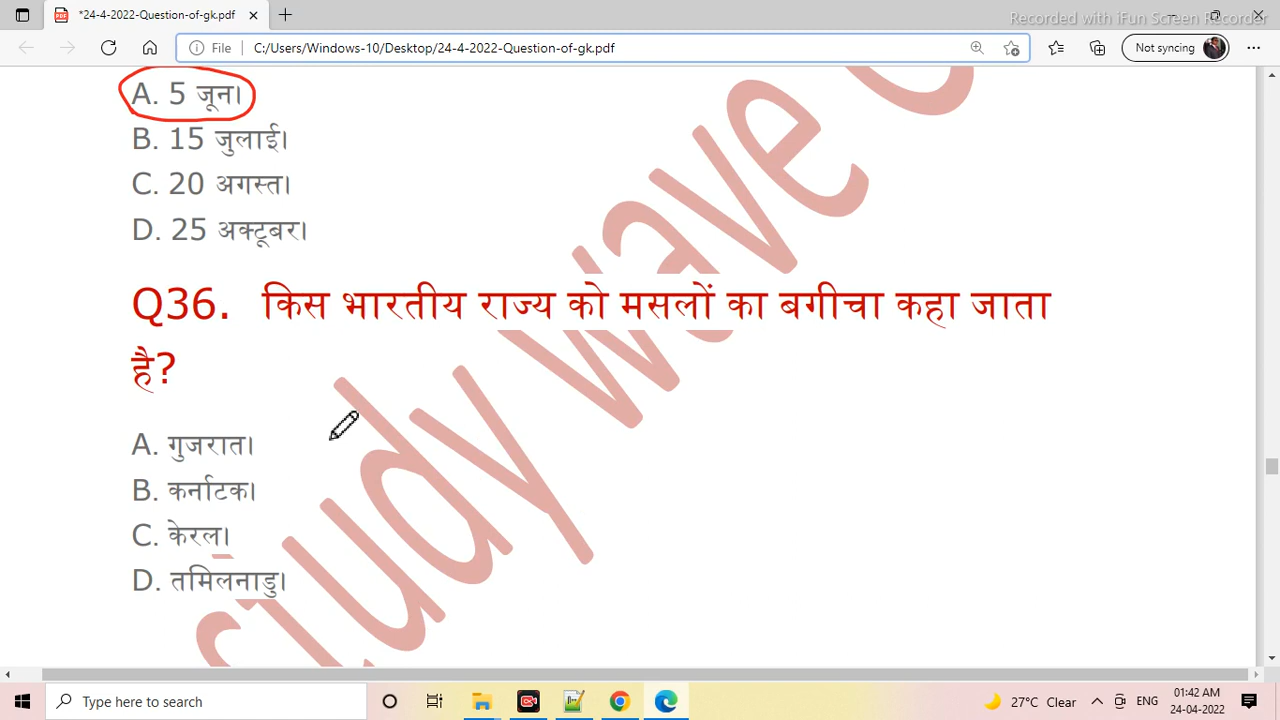 *24-4-2022-Question-of-gk.pdf
Recorded with iFun Screen Recorder
File C:/Users/Windows-10/Desktop/24-4-2022-Question-of-gk.pdf
Not syncing
A. 5 जून।
B. 15 जुलाई।
C. 20 अगस्त।
D. 25 अक्टूबर।
Q36. किस भारतीय राज्य को मसलों का बगीचा कहा जाता
है?
A. गुजरात।
B. कर्नाटक।
C. केरल।
D. तमिलनाडु।
study wave
Type here to search
27°C Clear
ENG
01:42 AM
24-04-2022